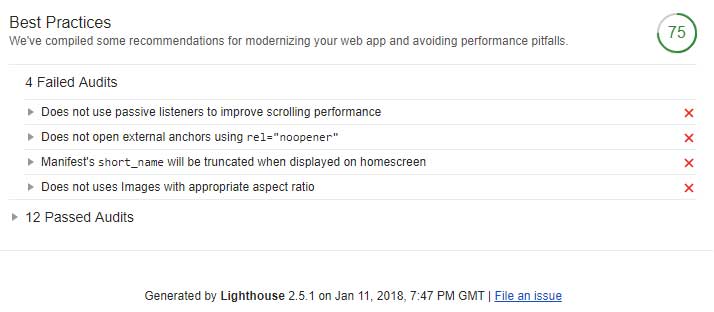 Best Practices
We've compiled some recommendations for modernizing your web app and avoiding performance pitfalls.
75
4 Failed Audits
Does not use passive listeners to improve scrolling performance
Does not open external anchors using rel="noopener"
Manifest's short_name will be truncated when displayed on homescreen
Does not uses Images with appropriate aspect ratio
12 Passed Audits
Generated by Lighthouse 2.5.1 on Jan 11, 2018, 7:47 PM GMT | File an issue